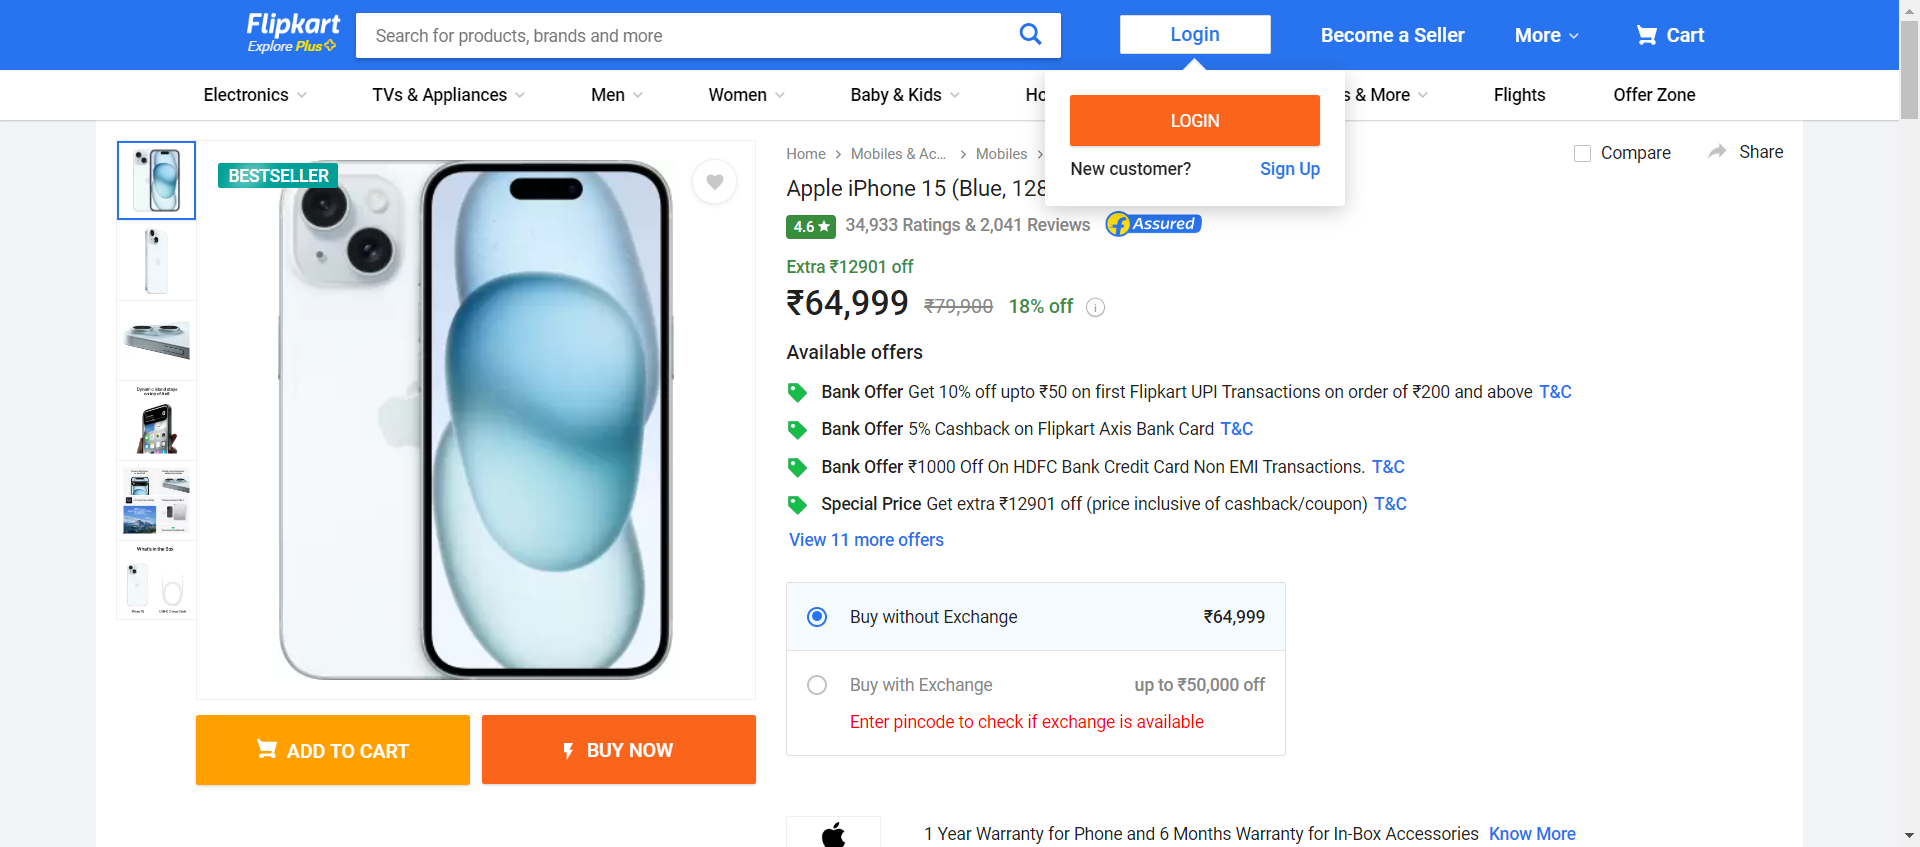 Flipkart
Explore Plus
Search for products, brands and more
Login
Become a Seller
More
Cart
Electronics
TVs & Appliances
Men
Women
Baby & Kids
& More
Flights
Offer Zone
LOGIN
New customer? Sign Up
BESTSELLER
Home
Mobiles & Ac...
Mobiles
Compare
Share
Apple iPhone 15 (Blue, 128
4.6 34,933 Ratings & 2,041 Reviews Assured
Extra ₹12901 off
₹64,999 ₹79,900 18% off
Available offers
Bank Offer Get 10% off upto ₹50 on first Flipkart UPI Transactions on order of ₹200 and above T&C
Bank Offer 5% Cashback on Flipkart Axis Bank Card T&C
Bank Offer ₹1000 Off On HDFC Bank Credit Card Non EMI Transactions. T&C
Special Price Get extra ₹12901 off (price inclusive of cashback/coupon) T&C
View 11 more offers
Buy without Exchange ₹64,999
Buy with Exchange up to ₹50,000 off
Enter pincode to check if exchange is available
What's in the Box
ADD TO CART
BUY NOW
1 Year Warranty for Phone and 6 Months Warranty for In-Box Accessories Know More